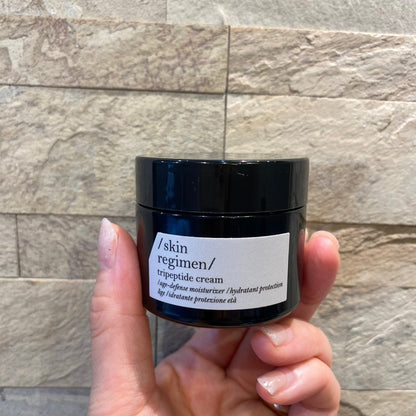 /skin
regimen/
tripeptide cream
/age-defense moisturizer /hydratant protection
âge /idratante protezione età